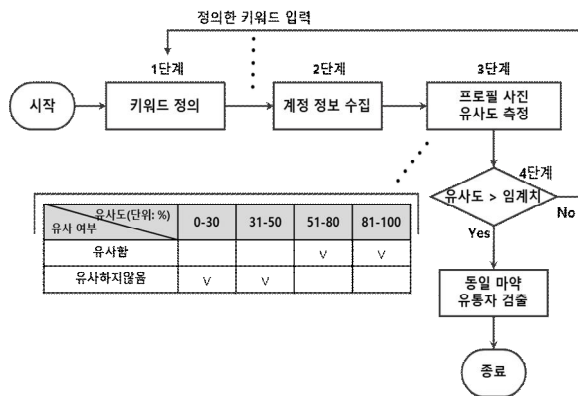 정의한 키워드 입력
1단계
2단계
3단계
시작
키워드 정의
계정 정보 수집
프로필 사진
유사도 측정
4단계
유사도 > 임계치
No
Yes
유사도(단위: %)
유사 여부
0-30
31-50
51-80
81-100
유사함
V
V
유사하지않음
V
V
동일 마약
유통자 검출
종료